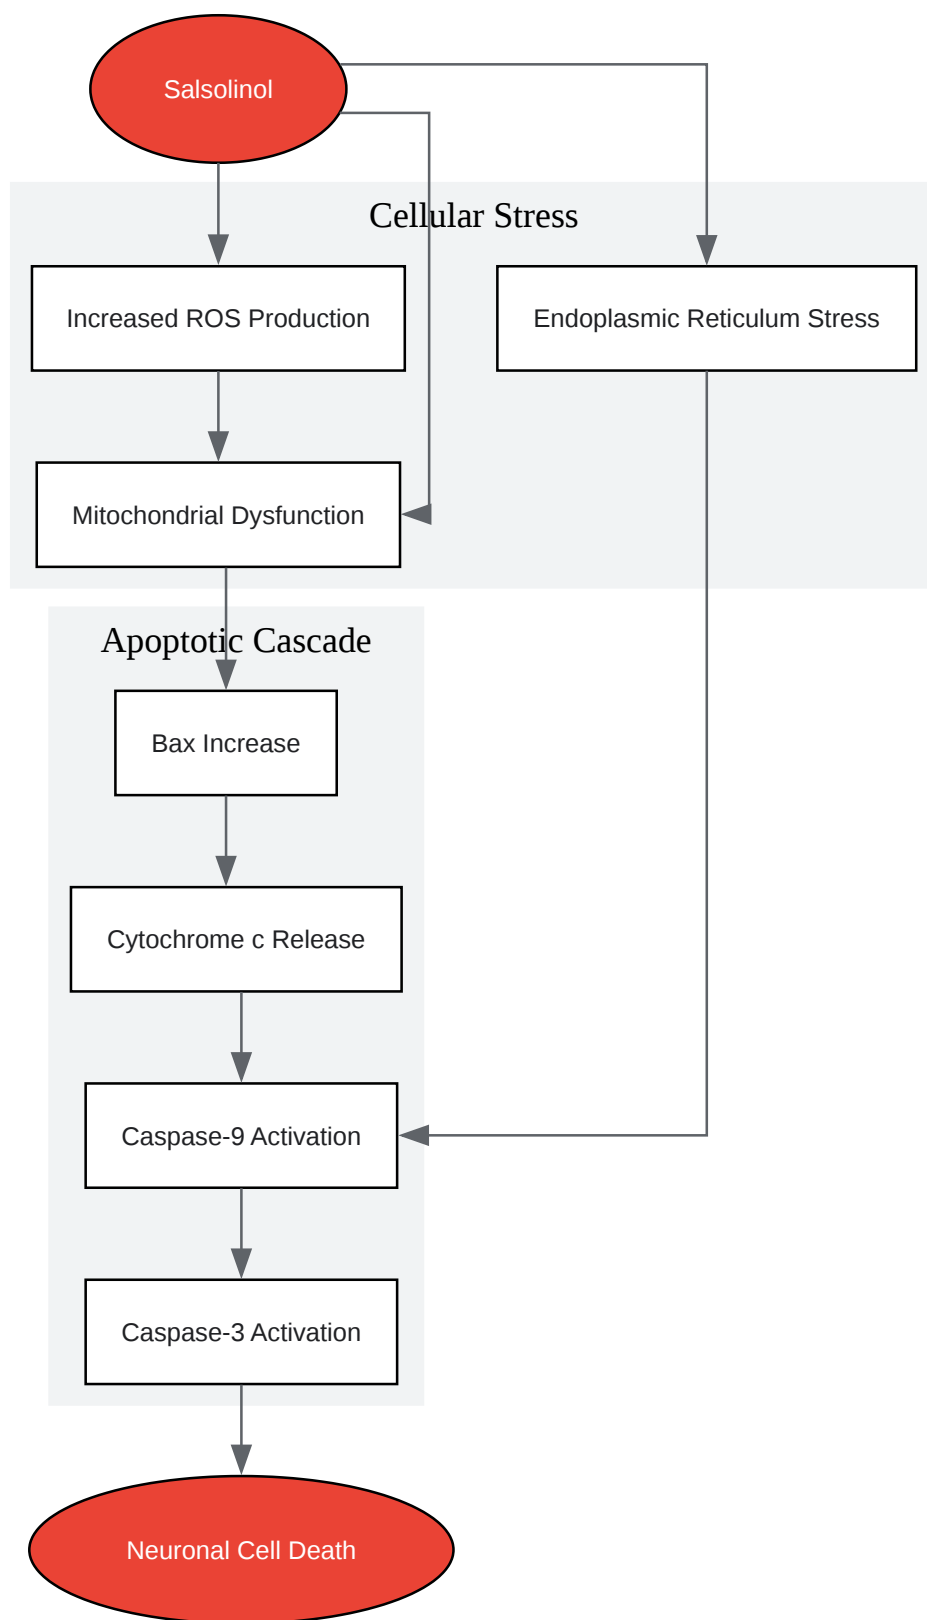 Salsolinol
Cellular Stress
Increased ROS Production
Endoplasmic Reticulum Stress
Mitochondrial Dysfunction
Apoptotic Cascade
Bax Increase
Cytochrome c Release
Caspase-9 Activation
Caspase-3 Activation
Neuronal Cell Death